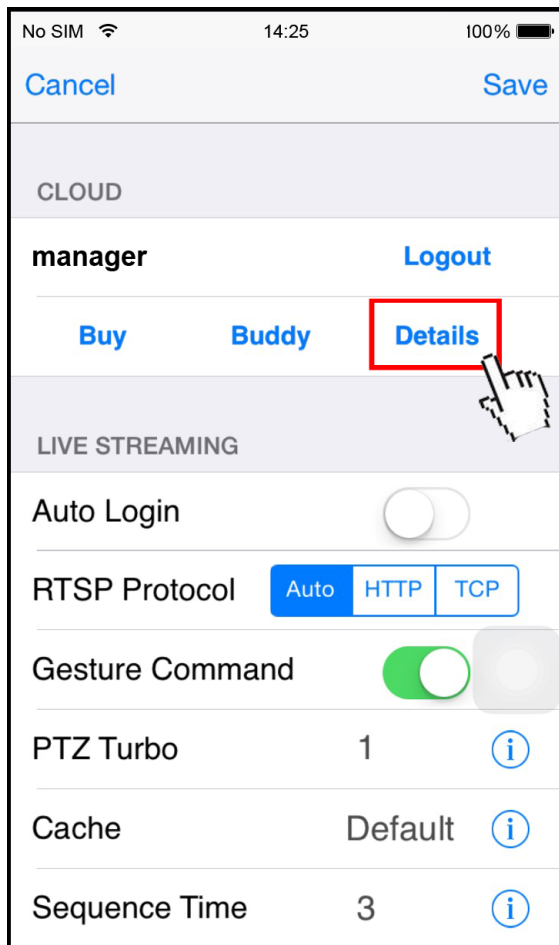 No SIM 14:25 100%
Cancel Save
CLOUD
manager Logout
Buy Buddy Details
LIVE STREAMING
Auto Login
RTSP Protocol Auto HTTP TCP
Gesture Command
PTZ Turbo 1 i
Cache Default i
Sequence Time 3 i